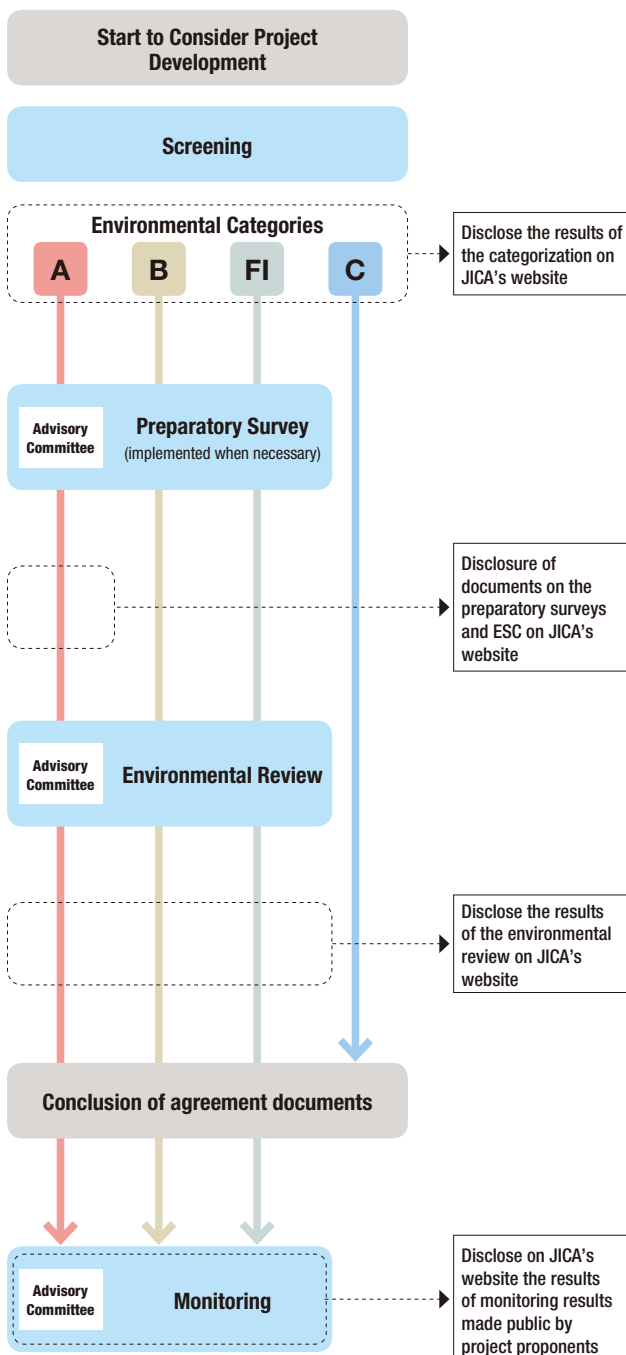 Start to Consider Project
Development
Screening
Environmental Categories
A
B
FI
C
Disclose the results of
the categorization on
JICA's website
Advisory
Committee
Preparatory Survey
(implemented when necessary)
Disclosure of
documents on the
preparatory surveys
and ESC on JICA's
website
Advisory
Committee
Environmental Review
Disclose the results
of the environmental
review on JICA's
website
Conclusion of agreement documents
Advisory
Committee
Monitoring
Disclose on JICA's
website the results
of monitoring results
made public by
project proponents